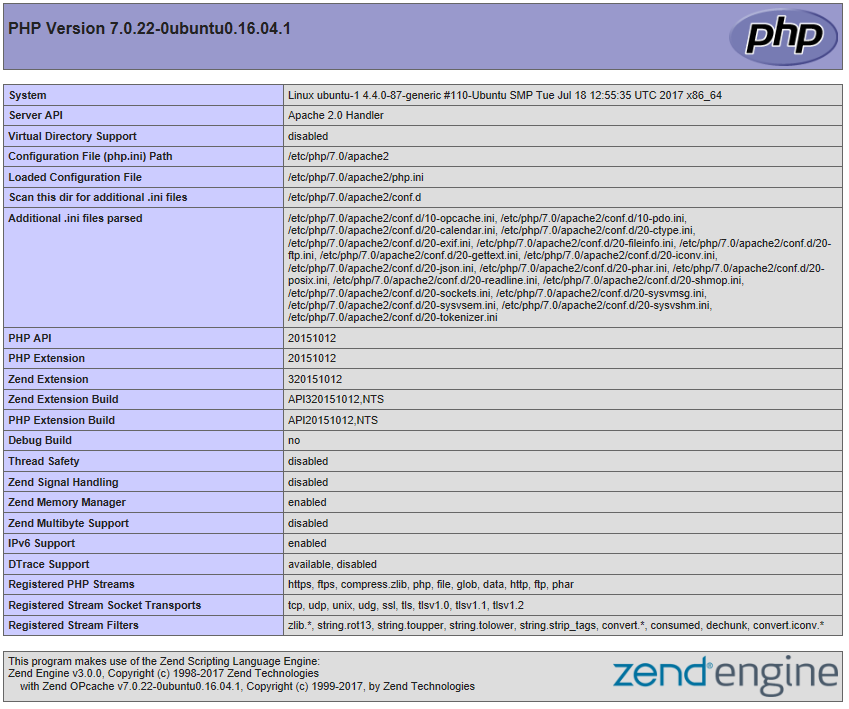 PHP Version 7.0.22-0ubuntu0.16.04.1
php
System Linux ubuntu-1 4.4.0-87-generic #110-Ubuntu SMP Tue Jul 18 12:55:35 UTC 2017 x86_64
Server API Apache 2.0 Handler
Virtual Directory Support disabled
Configuration File (php.ini) Path /etc/php/7.0/apache2
Loaded Configuration File /etc/php/7.0/apache2/php.ini
Scan this dir for additional .ini files /etc/php/7.0/apache2/conf.d
Additional .ini files parsed /etc/php/7.0/apache2/conf.d/10-opcache.ini, /etc/php/7.0/apache2/conf.d/10-pdo.ini,
/etc/php/7.0/apache2/conf.d/20-calendar.ini, /etc/php/7.0/apache2/conf.d/20-ctype.ini,
/etc/php/7.0/apache2/conf.d/20-exif.ini, /etc/php/7.0/apache2/conf.d/20-fileinfo.ini, /etc/php/7.0/apache2/conf.d/20-
ftp.ini, /etc/php/7.0/apache2/conf.d/20-gettext.ini, /etc/php/7.0/apache2/conf.d/20-iconv.ini,
/etc/php/7.0/apache2/conf.d/20-json.ini, /etc/php/7.0/apache2/conf.d/20-phar.ini, /etc/php/7.0/apache2/conf.d/20-
posix.ini, /etc/php/7.0/apache2/conf.d/20-readline.ini, /etc/php/7.0/apache2/conf.d/20-shmop.ini,
/etc/php/7.0/apache2/conf.d/20-sockets.ini, /etc/php/7.0/apache2/conf.d/20-sysvmsg.ini,
/etc/php/7.0/apache2/conf.d/20-sysvsem.ini, /etc/php/7.0/apache2/conf.d/20-sysvshm.ini,
/etc/php/7.0/apache2/conf.d/20-tokenizer.ini
PHP API 20151012
PHP Extension 20151012
Zend Extension 320151012
Zend Extension Build API320151012,NTS
PHP Extension Build API20151012,NTS
Debug Build no
Thread Safety disabled
Zend Signal Handling disabled
Zend Memory Manager enabled
Zend Multibyte Support disabled
IPv6 Support enabled
DTrace Support available, disabled
Registered PHP Streams https, ftps, compress.zlib, php, file, glob, data, http, ftp, phar
Registered Stream Socket Transports tcp, udp, unix, udg, ssl, tls, tlsv1.0, tlsv1.1, tlsv1.2
Registered Stream Filters zlib.*, string.rot13, string.toupper, string.tolower, string.strip_tags, convert.*, consumed, dechunk, convert.iconv.*
This program makes use of the Zend Scripting Language Engine:
Zend Engine v3.0.0, Copyright (c) 1998-2017 Zend Technologies
with Zend OPcache v7.0.22-0ubuntu0.16.04.1, Copyright (c) 1999-2017, by Zend Technologies
zend® engine